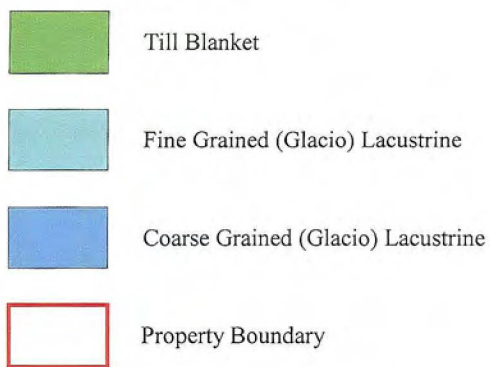 Till Blanket
Fine Grained (Glacio) Lacustrine
Coarse Grained (Glacio) Lacustrine
Property Boundary